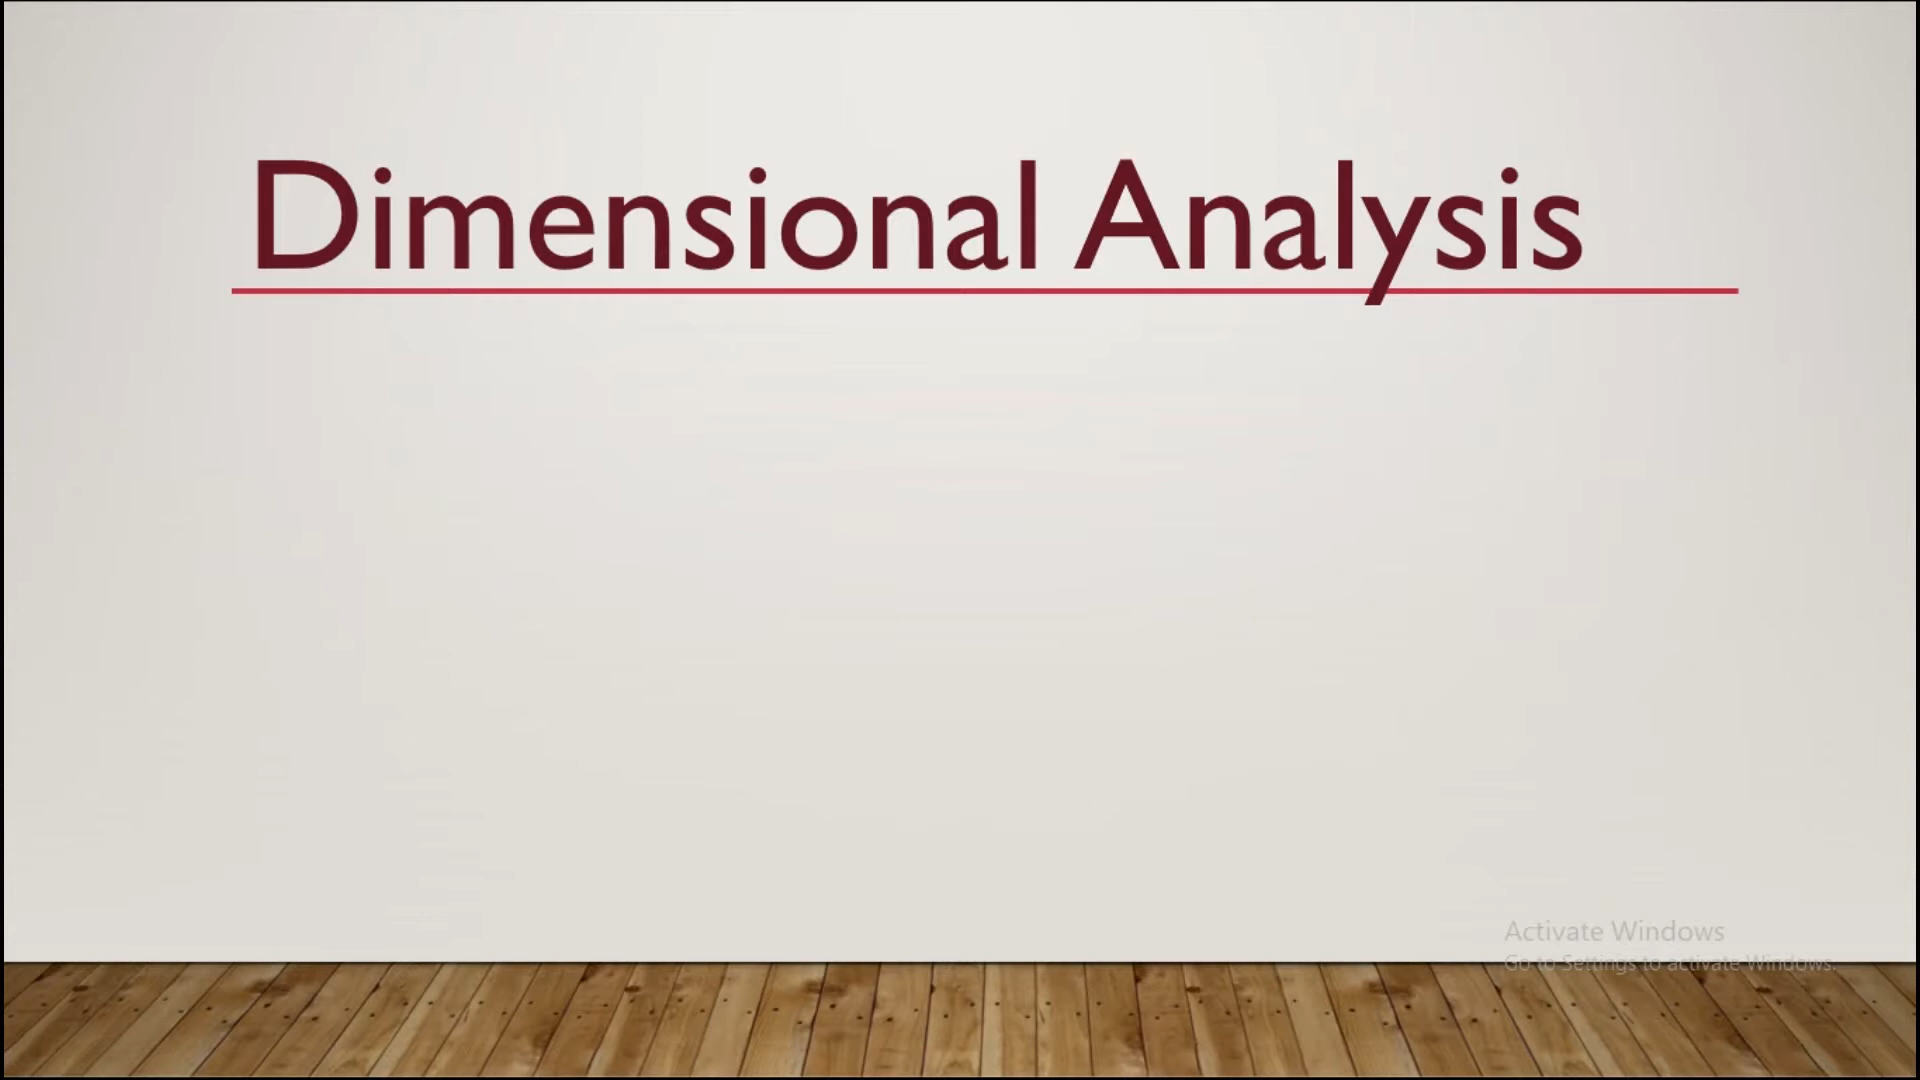 Dimensional Analysis
Activate Windows
Go to Settings to activate Windows.